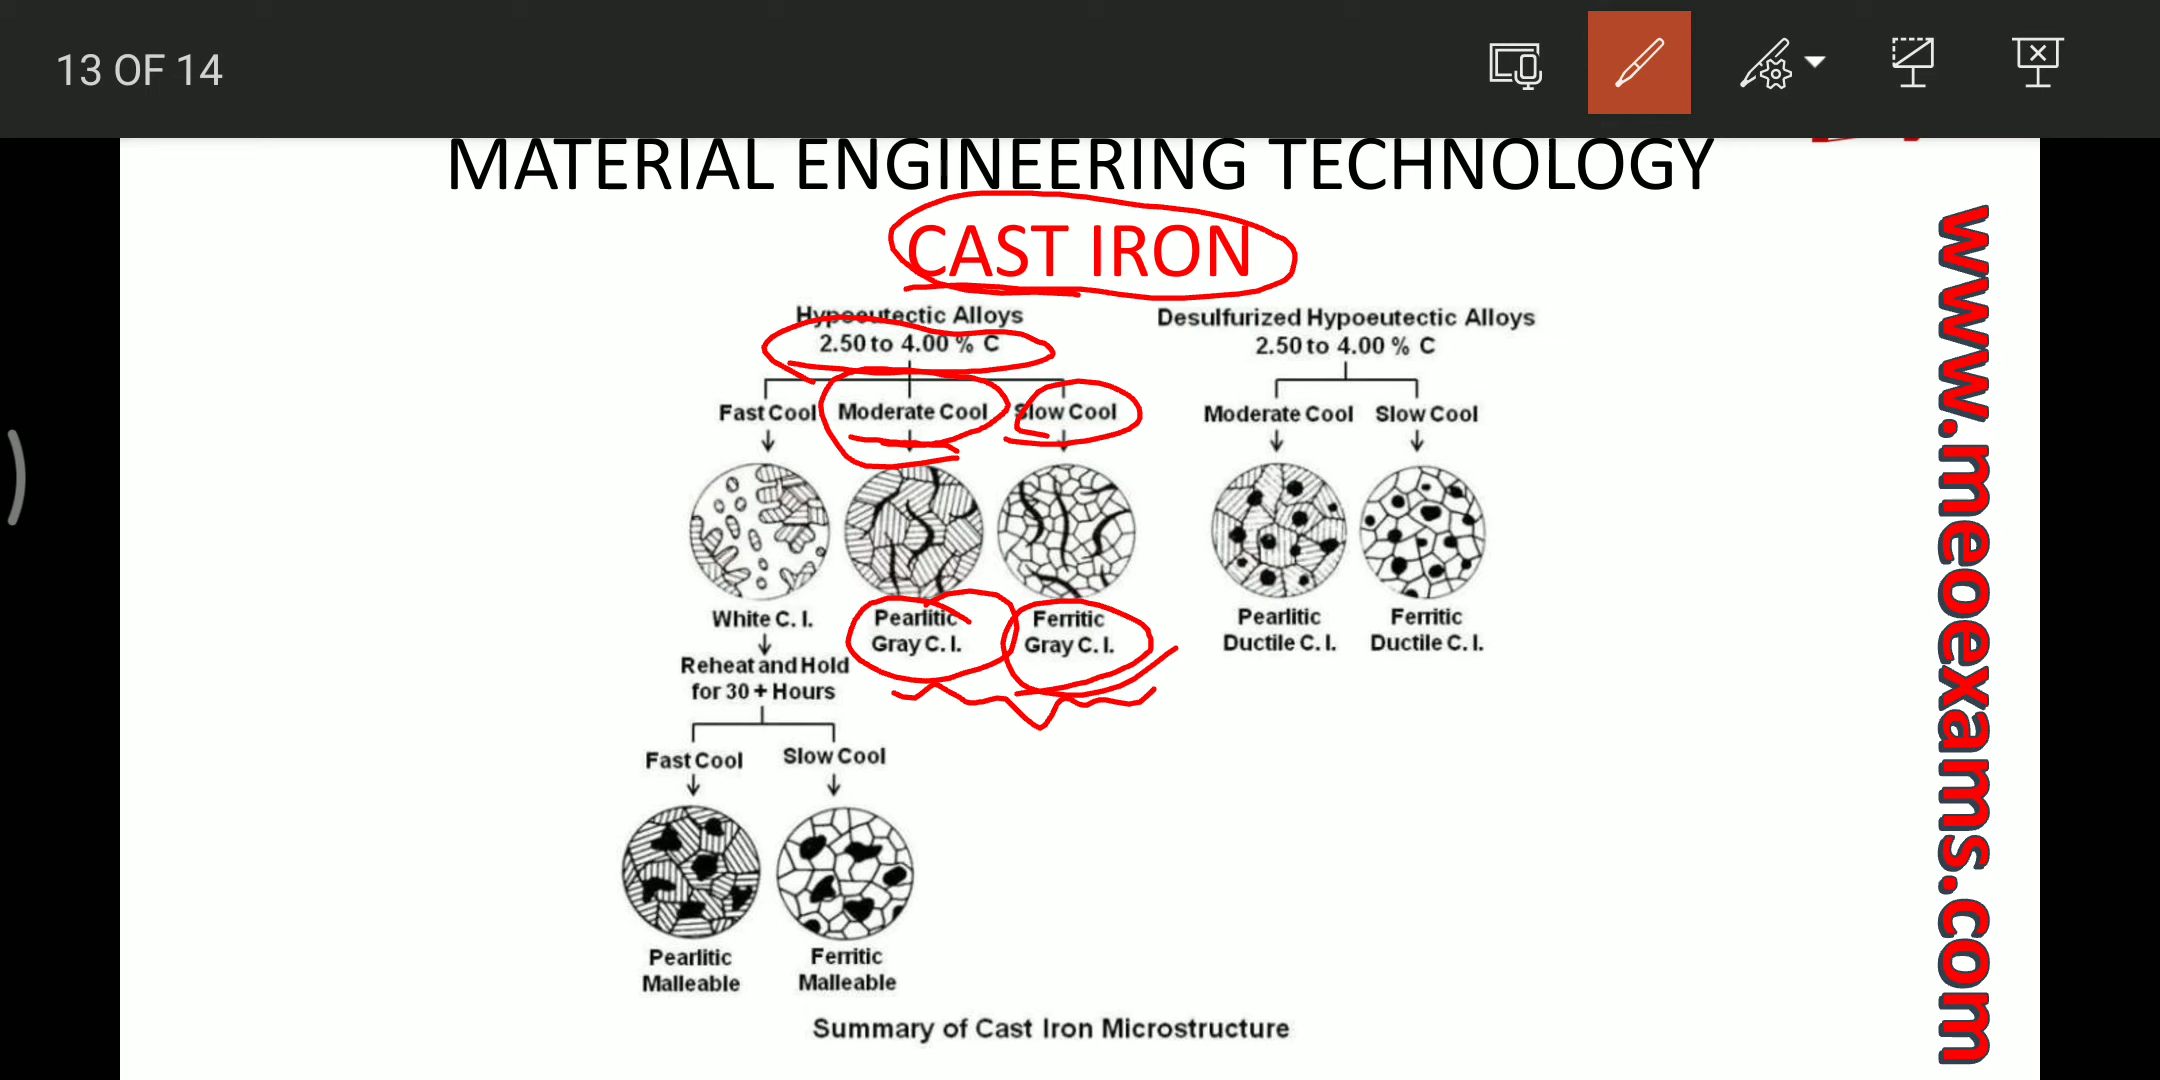 13 OF 14
MATERIAL ENGINEERING TECHNOLOGY
CAST IRON
Hypoeutectic Alloys
2.50 to 4.00 % C
Desulfurized Hypoeutectic Alloys
2.50 to 4.00 % C
Fast Cool
Moderate Cool
Slow Cool
Moderate Cool
Slow Cool
White C. I.
Pearlitic
Gray C. I.
Ferritic
Gray C. I.
Pearlitic
Ductile C. I.
Ferritic
Ductile C. I.
Reheat and Hold
for 30 + Hours
Fast Cool
Slow Cool
Pearlitic
Malleable
Ferritic
Malleable
Summary of Cast Iron Microstructure
www.meoexams.com